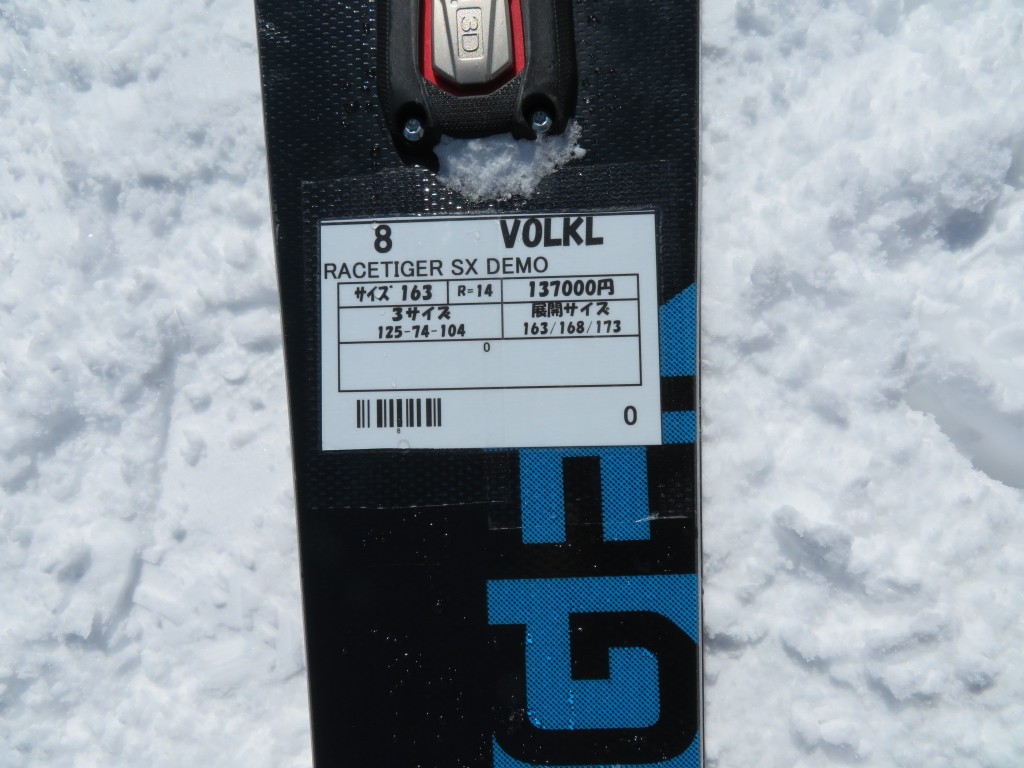 3D
8 VOLKL
RACETIGER SX DEMO
サイズ 163 R=14 137000円
3サイズ 展開サイズ
125-74-104 163/168/173
0
8
0